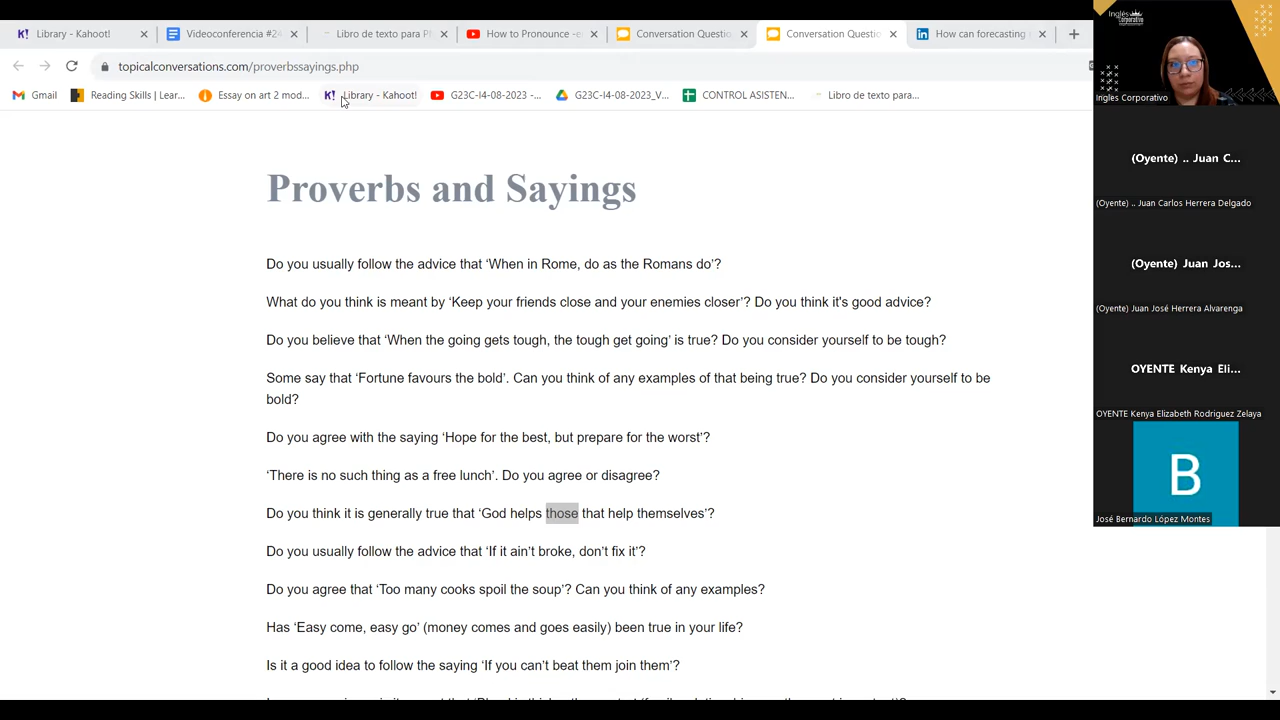 Library - Kahoot!
Videoconferencia #24
Libro de texto para P
How to Pronounce -e
Conversation Questio
Conversation Questio
How can forecasting
topicalconversations.com/proverbssayings.php
Gmail
Reading Skills | Lear...
Essay on art 2 mod...
Library - Kahoot!
G23C-I4-08-2023 -...
G23C-I4-08-2023_V...
CONTROL ASISTEN...
Libro de texto para...
Proverbs and Sayings
Do you usually follow the advice that ‘When in Rome, do as the Romans do’?
What do you think is meant by ‘Keep your friends close and your enemies closer’? Do you think it's good advice?
Do you believe that ‘When the going gets tough, the tough get going’ is true? Do you consider yourself to be tough?
Some say that ‘Fortune favours the bold’. Can you think of any examples of that being true? Do you consider yourself to be
bold?
Do you agree with the saying ‘Hope for the best, but prepare for the worst’?
‘There is no such thing as a free lunch’. Do you agree or disagree?
Do you think it is generally true that ‘God helps those that help themselves’?
Do you usually follow the advice that ‘If it ain’t broke, don’t fix it’?
Do you agree that ‘Too many cooks spoil the soup’? Can you think of any examples?
Has ‘Easy come, easy go’ (money comes and goes easily) been true in your life?
Is it a good idea to follow the saying ‘If you can’t beat them join them’?
Inglés
Corporativo
Ingles Corporativo
(Oyente) .. Juan C...
(Oyente) .. Juan Carlos Herrera Delgado
(Oyente) Juan Jos...
(Oyente) Juan José Herrera Alvarenga
OYENTE Kenya Eli...
OYENTE Kenya Elizabeth Rodriguez Zelaya
B
José Bernardo López Montes